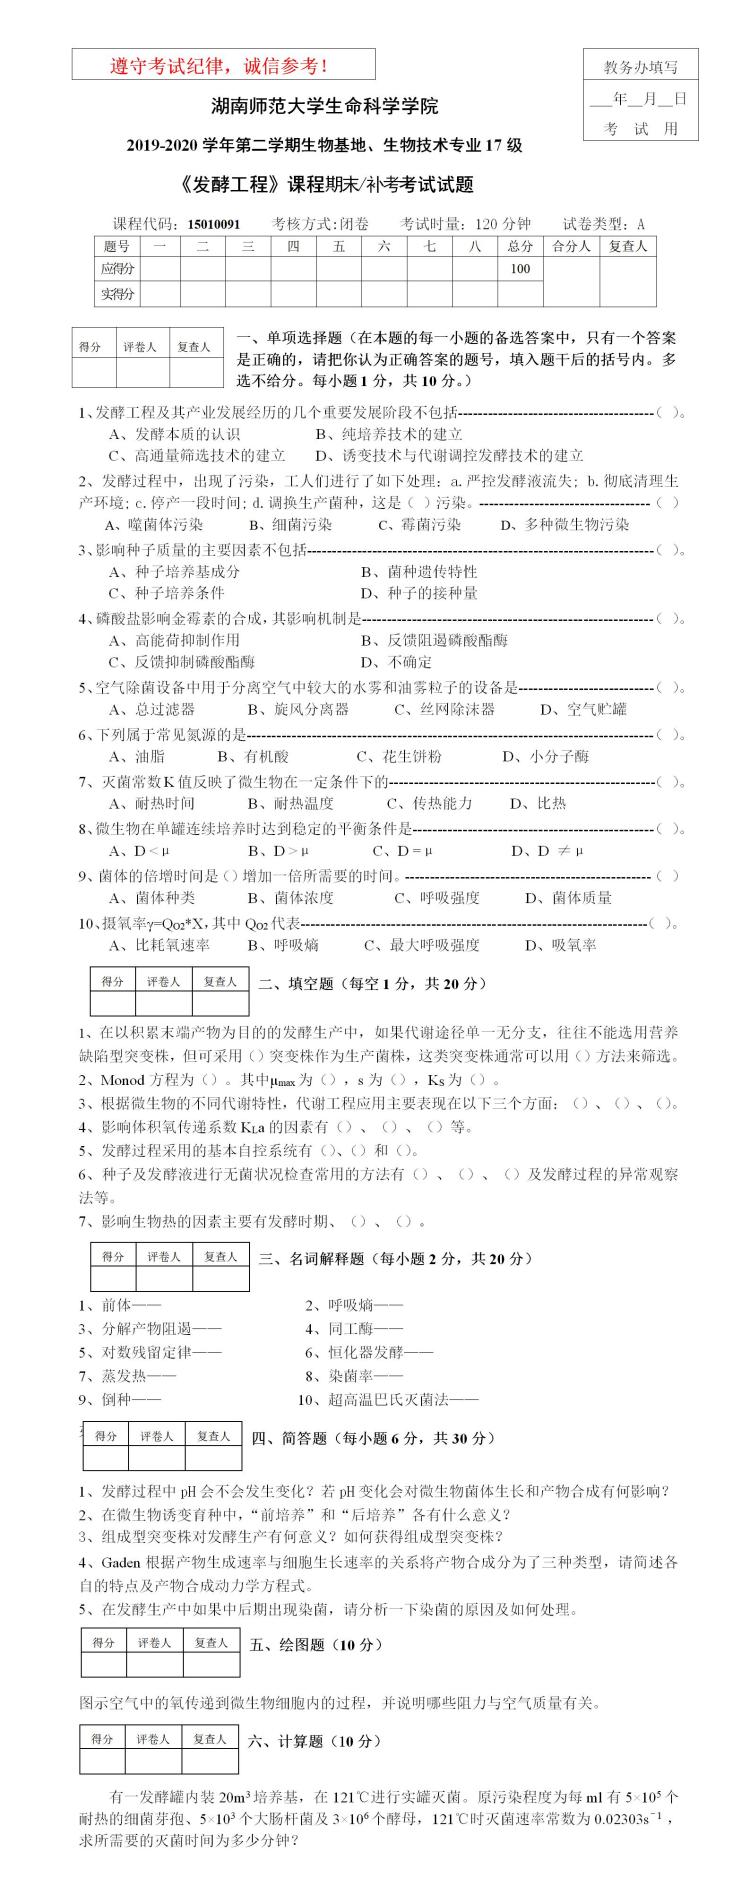 遵守考试纪律，诚信参考！
教务办填写
___年__月__日
考 试 用
湖南师范大学生命科学学院
2019-2020 学年第二学期生物基地、生物技术专业 17 级
《发酵工程》课程期末/补考考试试题
课程代码：15010091 考核方式:闭卷 考试时量：120 分钟 试卷类型：A
题号 一 二 三 四 五 六 七 八 总分 合分人 复查人
应得分 100
实得分
得分 评卷人 复查人
一、单项选择题（在本题的每一小题的备选答案中，只有一个答案
是正确的，请把你认为正确答案的题号，填入题干后的括号内。多
选不给分。每小题 1 分，共 10 分。）
1、发酵工程及其产业发展经历的几个重要发展阶段不包括---------------------------------------（ ）。
A、发酵本质的认识 B、纯培养技术的建立
C、高通量筛选技术的建立 D、诱变技术与代谢调控发酵技术的建立
2、发酵过程中，出现了污染，工人们进行了如下处理：a. 严控发酵液流失; b. 彻底清理生
产环境; c. 停产一段时间; d. 调换生产菌种，这是（ ）污染。----------------------------------（ ）
A、噬菌体污染 B、细菌污染 C、霉菌污染 D、多种微生物污染
3、影响种子质量的主要因素不包括---------------------------------------------------------------------（ ）。
A、种子培养基成分 B、菌种遗传特性
C、种子培养条件 D、种子的接种量
4、磷酸盐影响金霉素的合成，其影响机制是----------------------------------------------------------（ ）。
A、高能荷抑制作用 B、反馈阻遏磷酸酯酶
C、反馈抑制磷酸酯酶 D、不确定
5、空气除菌设备中用于分离空气中较大的水雾和油雾粒子的设备是---------------------------（ ）。
A、总过滤器 B、旋风分离器 C、丝网除沫器 D、空气贮罐
6、下列属于常见氮源的是---------------------------------------------------------------------------------（ ）。
A、油脂 B、有机酸 C、花生饼粉 D、小分子酶
7、灭菌常数 K 值反映了微生物在一定条件下的-----------------------------------------------------（ ）。
A、耐热时间 B、耐热温度 C、传热能力 D、比热
8、微生物在单罐连续培养时达到稳定的平衡条件是------------------------------------------------（ ）。
A、D＜μ B、D＞μ C、D＝μ D、D ≠ μ
9、菌体的倍增时间是（）增加一倍所需要的时间。-------------------------------------------------（ ）
A、菌体种类 B、菌体浓度 C、呼吸强度 D、菌体质量
10、摄氧率γ=QO2*X，其中 QO2 代表---------------------------------------------------------------------（ ）。
A、比耗氧速率 B、呼吸熵 C、最大呼吸强度 D、吸氧率
得分 评卷人 复查人
二、填空题（每空 1 分，共 20 分）
1、在以积累末端产物为目的的发酵生产中，如果代谢途径单一无分支，往往不能选用营养
缺陷型突变株，但可采用（）突变株作为生产菌株，这类突变株通常可以用（）方法来筛选。
2、Monod 方程为（）。其中μmax 为（），s 为（），Ks 为（）。
3、根据微生物的不同代谢特性，代谢工程应用主要表现在以下三个方面：（）、（）、（）。
4、影响体积氧传递系数 KLa 的因素有（）、（）、（）等。
5、发酵过程采用的基本自控系统有（）、（）和（）。
6、种子及发酵液进行无菌状况检查常用的方法有（）、（）、（）及发酵过程的异常观察
法等。
7、影响生物热的因素主要有发酵时期、（）、（）。
得分 评卷人 复查人
三、名词解释题（每小题 2 分，共 20 分）
1、前体—— 2、呼吸熵——
3、分解产物阻遏—— 4、同工酶——
5、对数残留定律—— 6、恒化器发酵——
7、蒸发热—— 8、染菌率——
9、倒种—— 10、超高温巴氏灭菌法——
得分 评卷人 复查人
四、简答题（每小题 6 分，共 30 分）
1、发酵过程中 pH 会不会发生变化？若 pH 变化会对微生物菌体生长和产物合成有何影响？
2、在微生物诱变育种中，“前培养”和“后培养”各有什么意义？
3、组成型突变株对发酵生产有何意义？如何获得组成型突变株？
4、Gaden 根据产物生成速率与细胞生长速率的关系将产物合成分为了三种类型，请简述各
自的特点及产物合成动力学方程式。
5、在发酵生产中如果中后期出现染菌，请分析一下染菌的原因及如何处理。
得分 评卷人 复查人
五、绘图题（10 分）
图示空气中的氧传递到微生物细胞内的过程，并说明哪些阻力与空气质量有关。
得分 评卷人 复查人
六、计算题（10 分）
有一发酵罐内装 20m³ 培养基，在 121℃进行实罐灭菌。原污染程度为每 ml 有 5×10⁵ 个
耐热的细菌芽孢、5×10³ 个大肠杆菌及 3×10⁶ 个酵母，121℃时灭菌速率常数为 0.02303s⁻¹，
求所需要的灭菌时间为多少分钟？